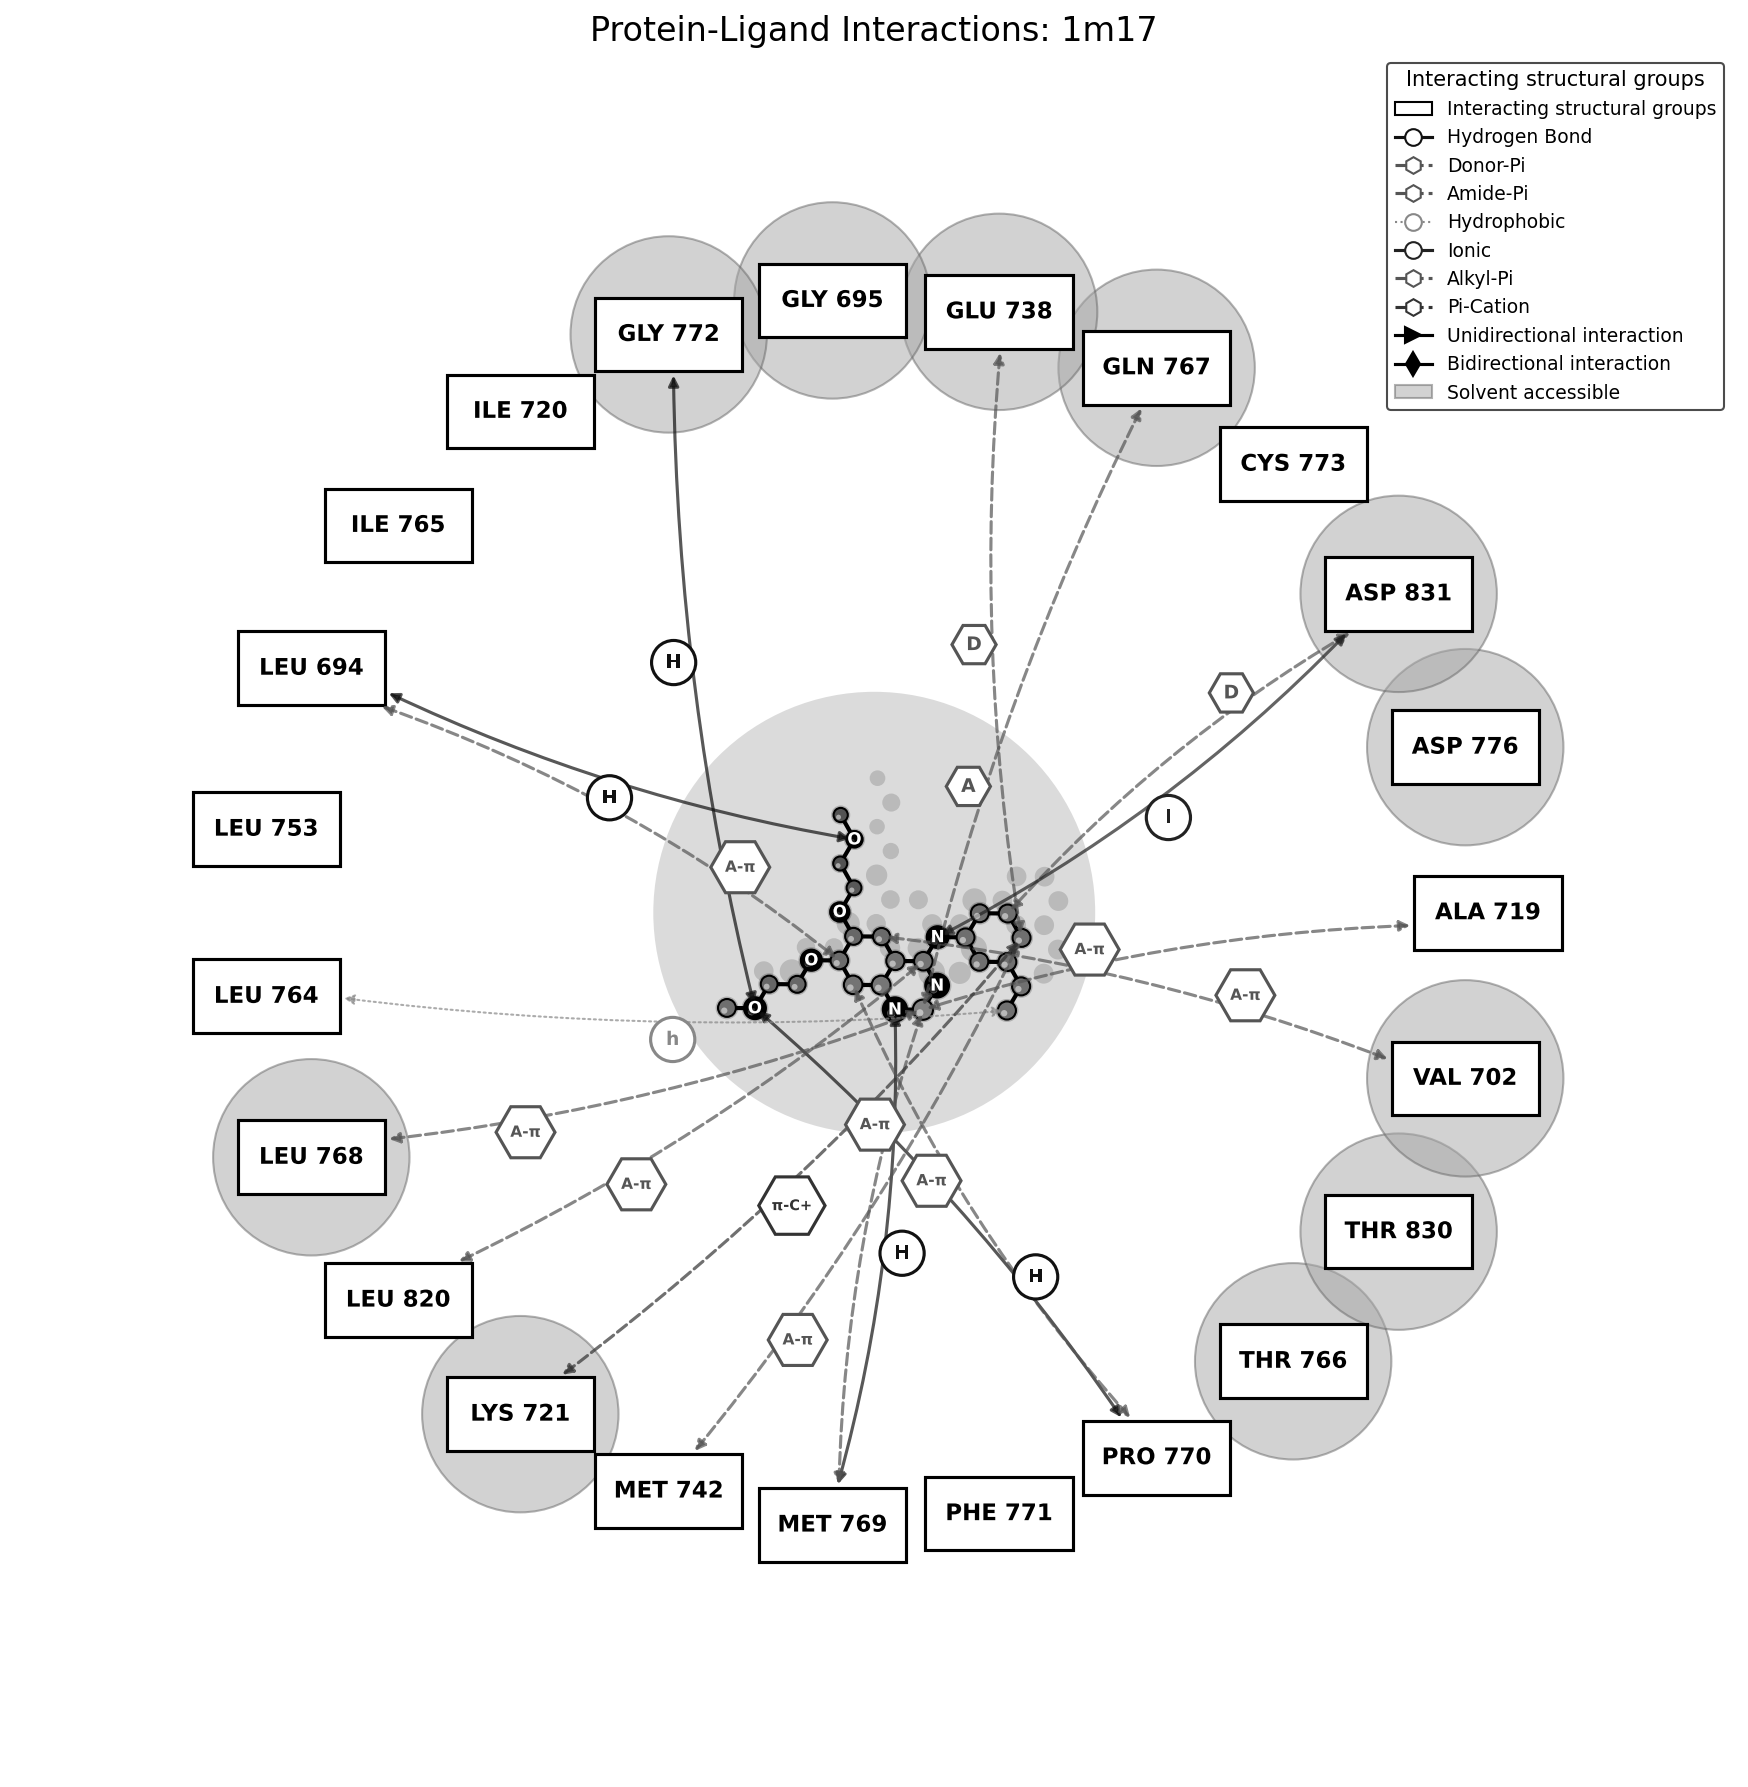 Protein-Ligand Interactions: 1m17
Interacting structural groups
Interacting structural groups
Hydrogen Bond
Donor-Pi
Amide-Pi
Hydrophobic
Ionic
Alkyl-Pi
Pi-Cation
Unidirectional interaction
Bidirectional interaction
Solvent accessible
GLY 695
GLU 738
GLY 772
GLN 767
ILE 720
CYS 773
ILE 765
ASP 831
D
H
LEU 694
D
ASP 776
A
H
I
LEU 753
O
A-π
O
ALA 719
N
A-π
O
N
LEU 764
A-π
O
N
h
VAL 702
A-π
A-π
LEU 768
A-π
A-π
π-C+
THR 830
H
H
LEU 820
A-π
THR 766
LYS 721
PRO 770
MET 742
PHE 771
MET 769